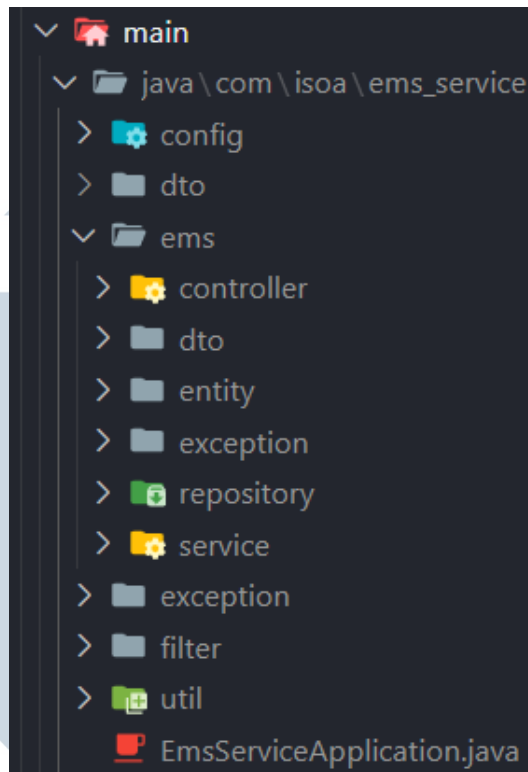 main
java\com\isoa\ems_service
config
dto
ems
controller
dto
entity
exception
repository
service
exception
filter
util
EmsServiceApplication.java